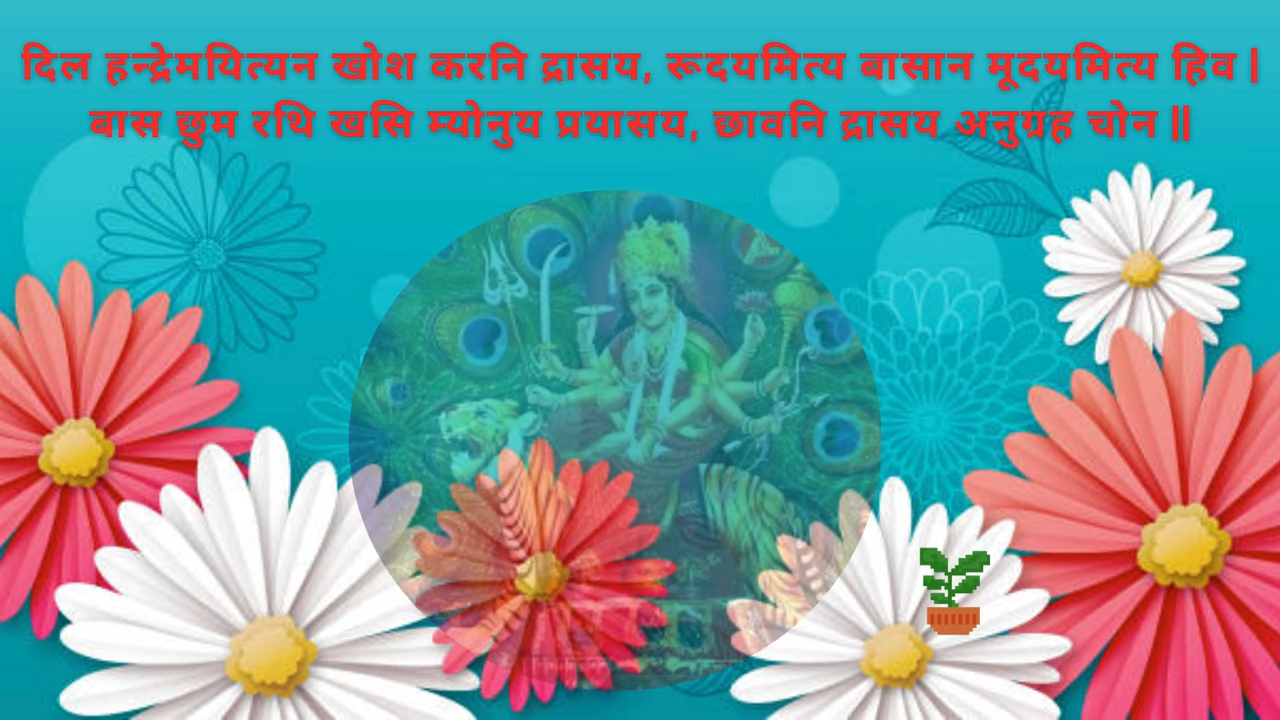 दिल हन्द्रेमयित्यन खोश करनि द्रासय, रूदयमित्य बासान मूदयमित्य हिव |
बास छुम रथि खसि म्योनुय प्रयासय, छावनि द्रासय अनुग्रह चोन ||